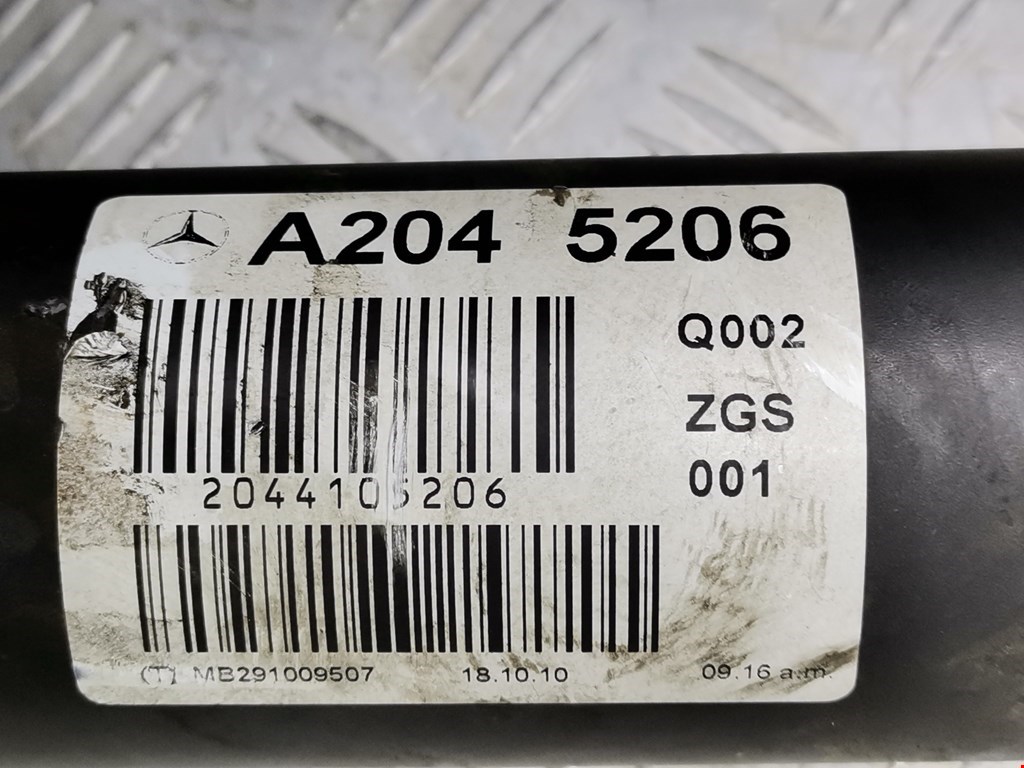 A204 5206
Q002
ZGS
001
2044105206
(T) MB291009507 18.10.10 09.16 a.m.